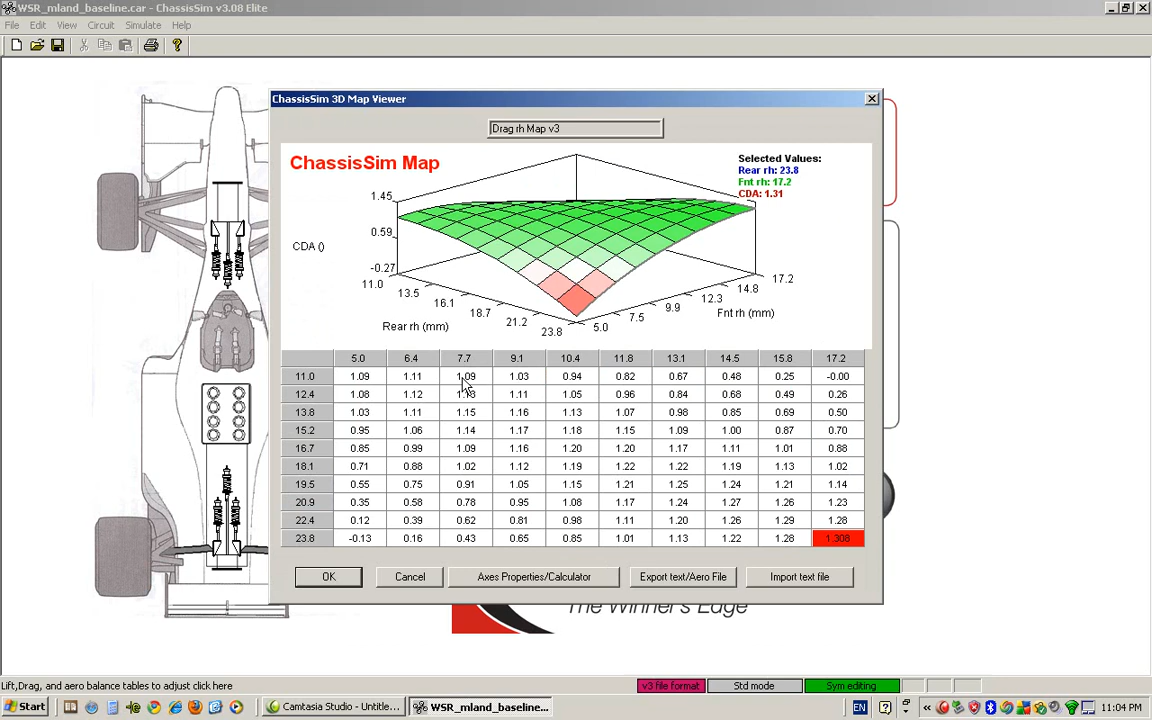 WSR_mland_baseline.car - ChassisSim v3.08 Elite
File Edit View Circuit Simulate Help
ChassisSim 3D Map Viewer
Drag rh Map v3
ChassisSim Map
Selected Values:
Rear rh: 23.8
Fnt rh: 17.2
CDA: 1.31
1.45
0.59
-0.27
CDA ()
11.0
13.5
16.1
18.7
21.2
23.8
Rear rh (mm)
5.0
7.5
9.9
12.3
14.8
17.2
Fnt rh (mm)
5.0 6.4 7.7 9.1 10.4 11.8 13.1 14.5 15.8 17.2
11.0 1.09 1.11 1.09 1.03 0.94 0.82 0.67 0.48 0.25 -0.00
12.4 1.08 1.12 1.11 1.05 0.96 0.84 0.68 0.49 0.26
13.8 1.03 1.11 1.15 1.16 1.13 1.07 0.98 0.85 0.69 0.50
15.2 0.95 1.06 1.14 1.17 1.18 1.15 1.09 1.00 0.87 0.70
16.7 0.85 0.99 1.09 1.16 1.20 1.20 1.17 1.11 1.01 0.88
18.1 0.71 0.88 1.02 1.12 1.19 1.22 1.22 1.19 1.13 1.02
19.5 0.55 0.75 0.91 1.05 1.15 1.21 1.25 1.24 1.21 1.14
20.9 0.35 0.58 0.78 0.95 1.08 1.17 1.24 1.27 1.26 1.23
22.4 0.12 0.39 0.62 0.81 0.98 1.11 1.20 1.26 1.29 1.28
23.8 -0.13 0.16 0.43 0.65 0.85 1.01 1.13 1.22 1.28 1.308
OK Cancel Axes Properties/Calculator Export text/Aero File Import text file
The Winner's Edge
Lift,Drag, and aero balance tables to adjust click here v3 file format Std mode Sym editing
Start Camtasia Studio - Untitle... WSR_mland_baseline... EN 11:04 PM